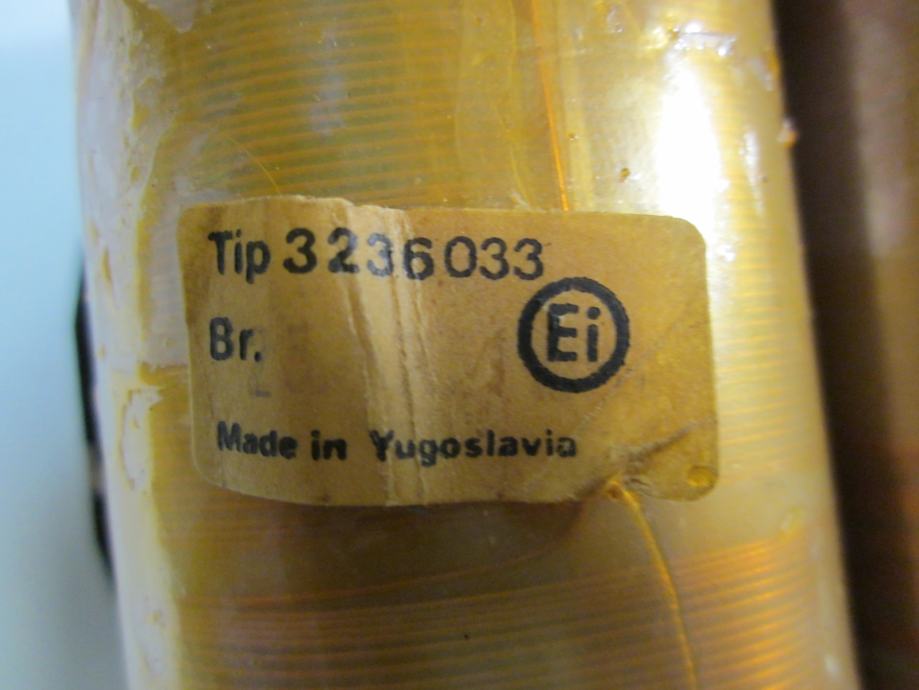 Tip 3236033
Br.
Ei
Made in Yugoslavia